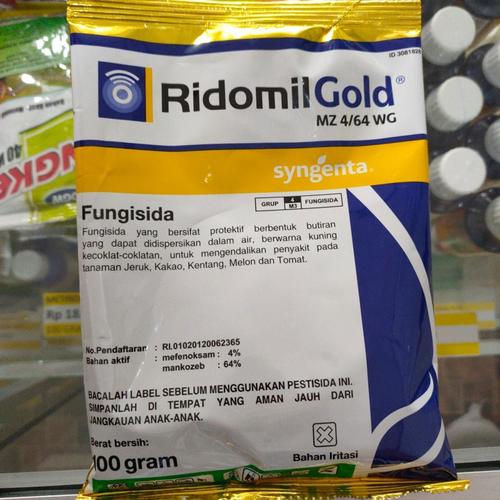 ID 3081828
RidomilGold®
MZ 4/64 WG
syngenta
GRUP 4 M3 FUNGISIDA
Fungisida
Fungisida yang bersifat protektif berbentuk butiran
yang dapat didispersikan dalam air, berwarna kuning
kecoklat-coklatan, untuk mengendalikan penyakit pada
tanaman Jeruk, Kakao, Kentang, Melon dan Tomat.
No.Pendaftaran : RI.01020120062365
Bahan aktif : mefenoksam : 4%
mankozeb : 64%
BACALAH LABEL SEBELUM MENGGUNAKAN PESTISIDA INI.
SIMPANLAH DI TEMPAT YANG AMAN JAUH DARI
JANGKAUAN ANAK-ANAK.
Berat bersih:
100 gram
Bahan Iritasi